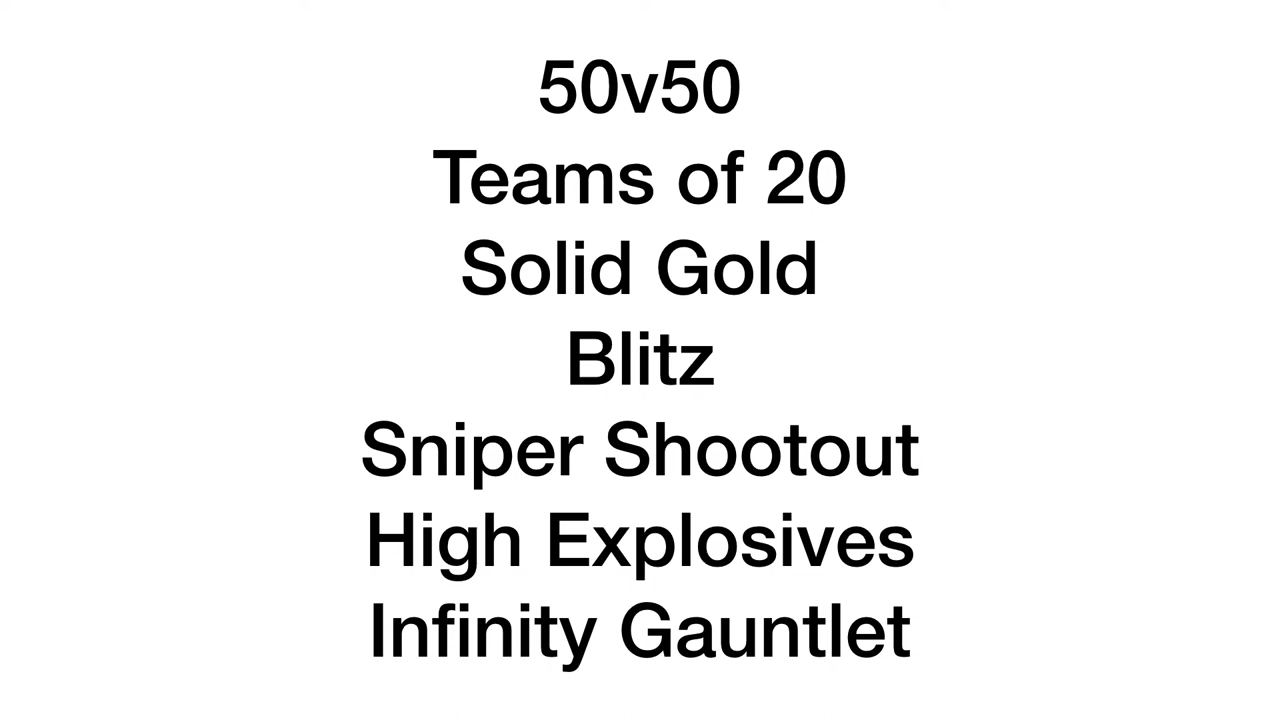 50v50
Teams of 20
Solid Gold
Blitz
Sniper Shootout
High Explosives
Infinity Gauntlet